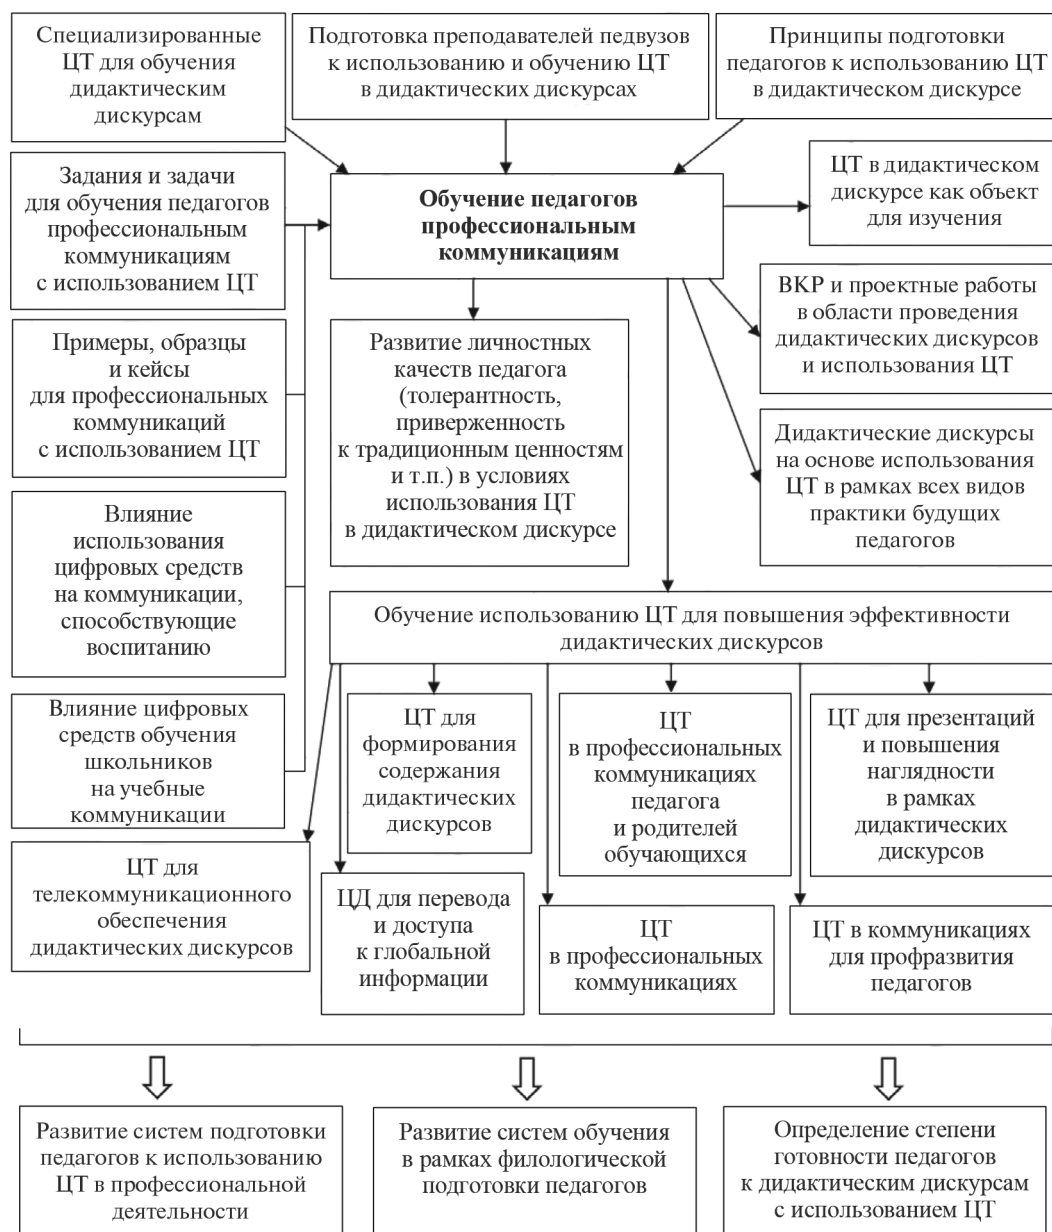 Специализированные
ЦТ для обучения
дидактическим
дискурсам
Подготовка преподавателей педвузов
к использованию и обучению ЦТ
в дидактических дискурсах
Принципы подготовки
педагогов к использованию ЦТ
в дидактическом дискурсе
Задания и задачи
для обучения педагогов
профессиональным
коммуникациям
с использованием ЦТ
Обучение педагогов
профессиональным
коммуникациям
ЦТ в дидактическом
дискурсе как объект
для изучения
ВКР и проектные работы
в области проведения
дидактических дискурсов
и использования ЦТ
Примеры, образцы
и кейсы
для профессиональных
коммуникаций
с использованием ЦТ
Развитие личностных
качеств педагога
(толерантность,
приверженность
к традиционным ценностям
и т.п.) в условиях
использования ЦТ
в дидактическом дискурсе
Дидактические дискурсы
на основе использования
ЦТ в рамках всех видов
практики будущих
педагогов
Влияние
использования
цифровых средств
на коммуникации,
способствующие
воспитанию
Обучение использованию ЦТ для повышения эффективности
дидактических дискурсов
Влияние цифровых
средств обучения
школьников
на учебные
коммуникации
ЦТ для
формирования
содержания
дидактических
дискурсов
ЦТ
в профессиональных
коммуникациях
педагога
и родителей
обучающихся
ЦТ для презентаций
и повышения
наглядности
в рамках
дидактических
дискурсов
ЦТ для
телекоммуникационного
обеспечения
дидактических дискурсов
ЦД для перевода
и доступа
к глобальной
информации
ЦТ
в профессиональных
коммуникациях
ЦТ в коммуникациях
для профразвития
педагогов
Развитие систем подготовки
педагогов к использованию
ЦТ в профессиональной
деятельности
Развитие систем обучения
в рамках филологической
подготовки педагогов
Определение степени
готовности педагогов
к дидактическим дискурсам
с использованием ЦТ